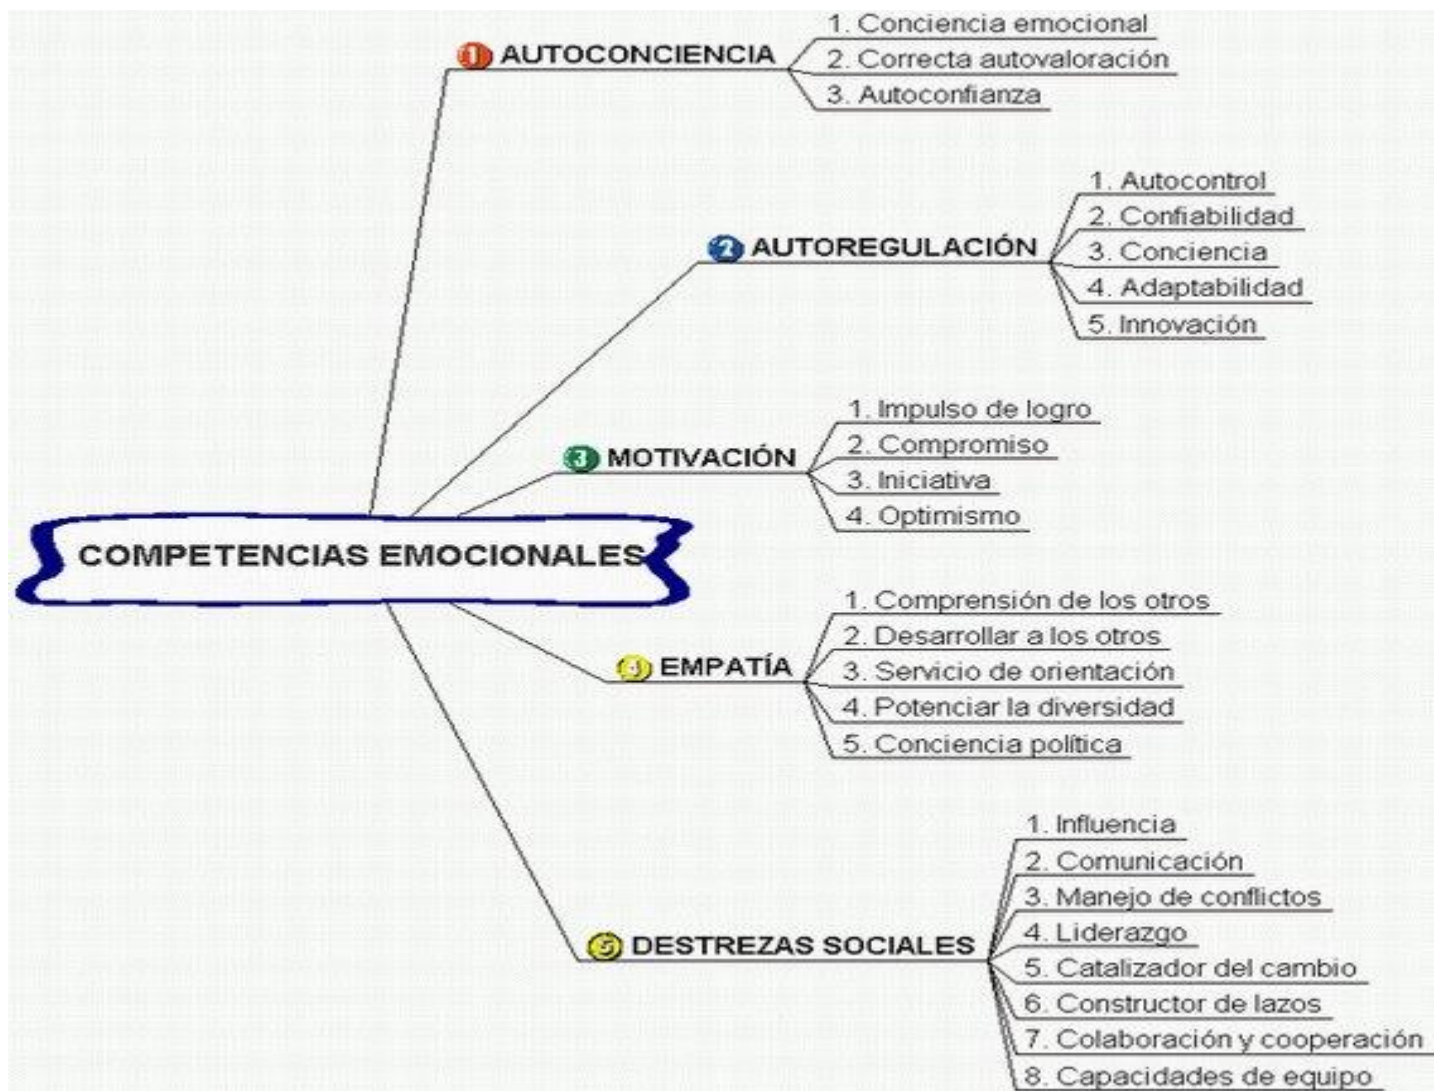 1 AUTOCONCIENCIA
1. Conciencia emocional
2. Correcta autovaloración
3. Autoconfianza
2 AUTOREGULACIÓN
1. Autocontrol
2. Confiabilidad
3. Conciencia
4. Adaptabilidad
5. Innovación
3 MOTIVACIÓN
1. Impulso de logro
2. Compromiso
3. Iniciativa
4. Optimismo
COMPETENCIAS EMOCIONALES
4 EMPATÍA
1. Comprensión de los otros
2. Desarrollar a los otros
3. Servicio de orientación
4. Potenciar la diversidad
5. Conciencia política
5 DESTREZAS SOCIALES
1. Influencia
2. Comunicación
3. Manejo de conflictos
4. Liderazgo
5. Catalizador del cambio
6. Constructor de lazos
7. Colaboración y cooperación
8. Capacidades de equipo